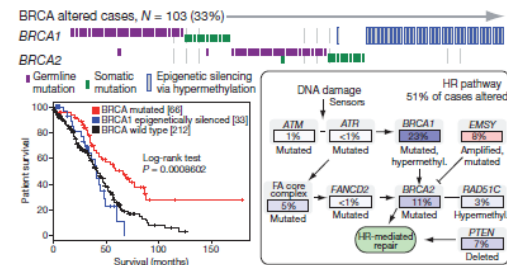 BRCA altered cases, N = 103 (33%)
BRCA1
BRCA2
Germline mutation
Somatic mutation
Epigenetic silencing via hypermethylation
Patient survival
100
80
60
40
20
0
BRCA mutated [66]
BRCA1 epigenetically silenced [33]
BRCA wild type [212]
Log-rank test
P = 0.0008602
0 50 100 150
Survival (months)
HR pathway
51% of cases altered
DNA damage
Sensors
ATM ATR BRCA1 EMSY
1% <1% 23% 8%
Mutated Mutated Mutated, hypermethyl. Amplified, mutated
FA core complex FANCD2 BRCA2 RAD51C
5% <1% 11% 3%
Mutated Mutated Mutated Hypermethyl.
HR-mediated repair
PTEN
7%
Deleted